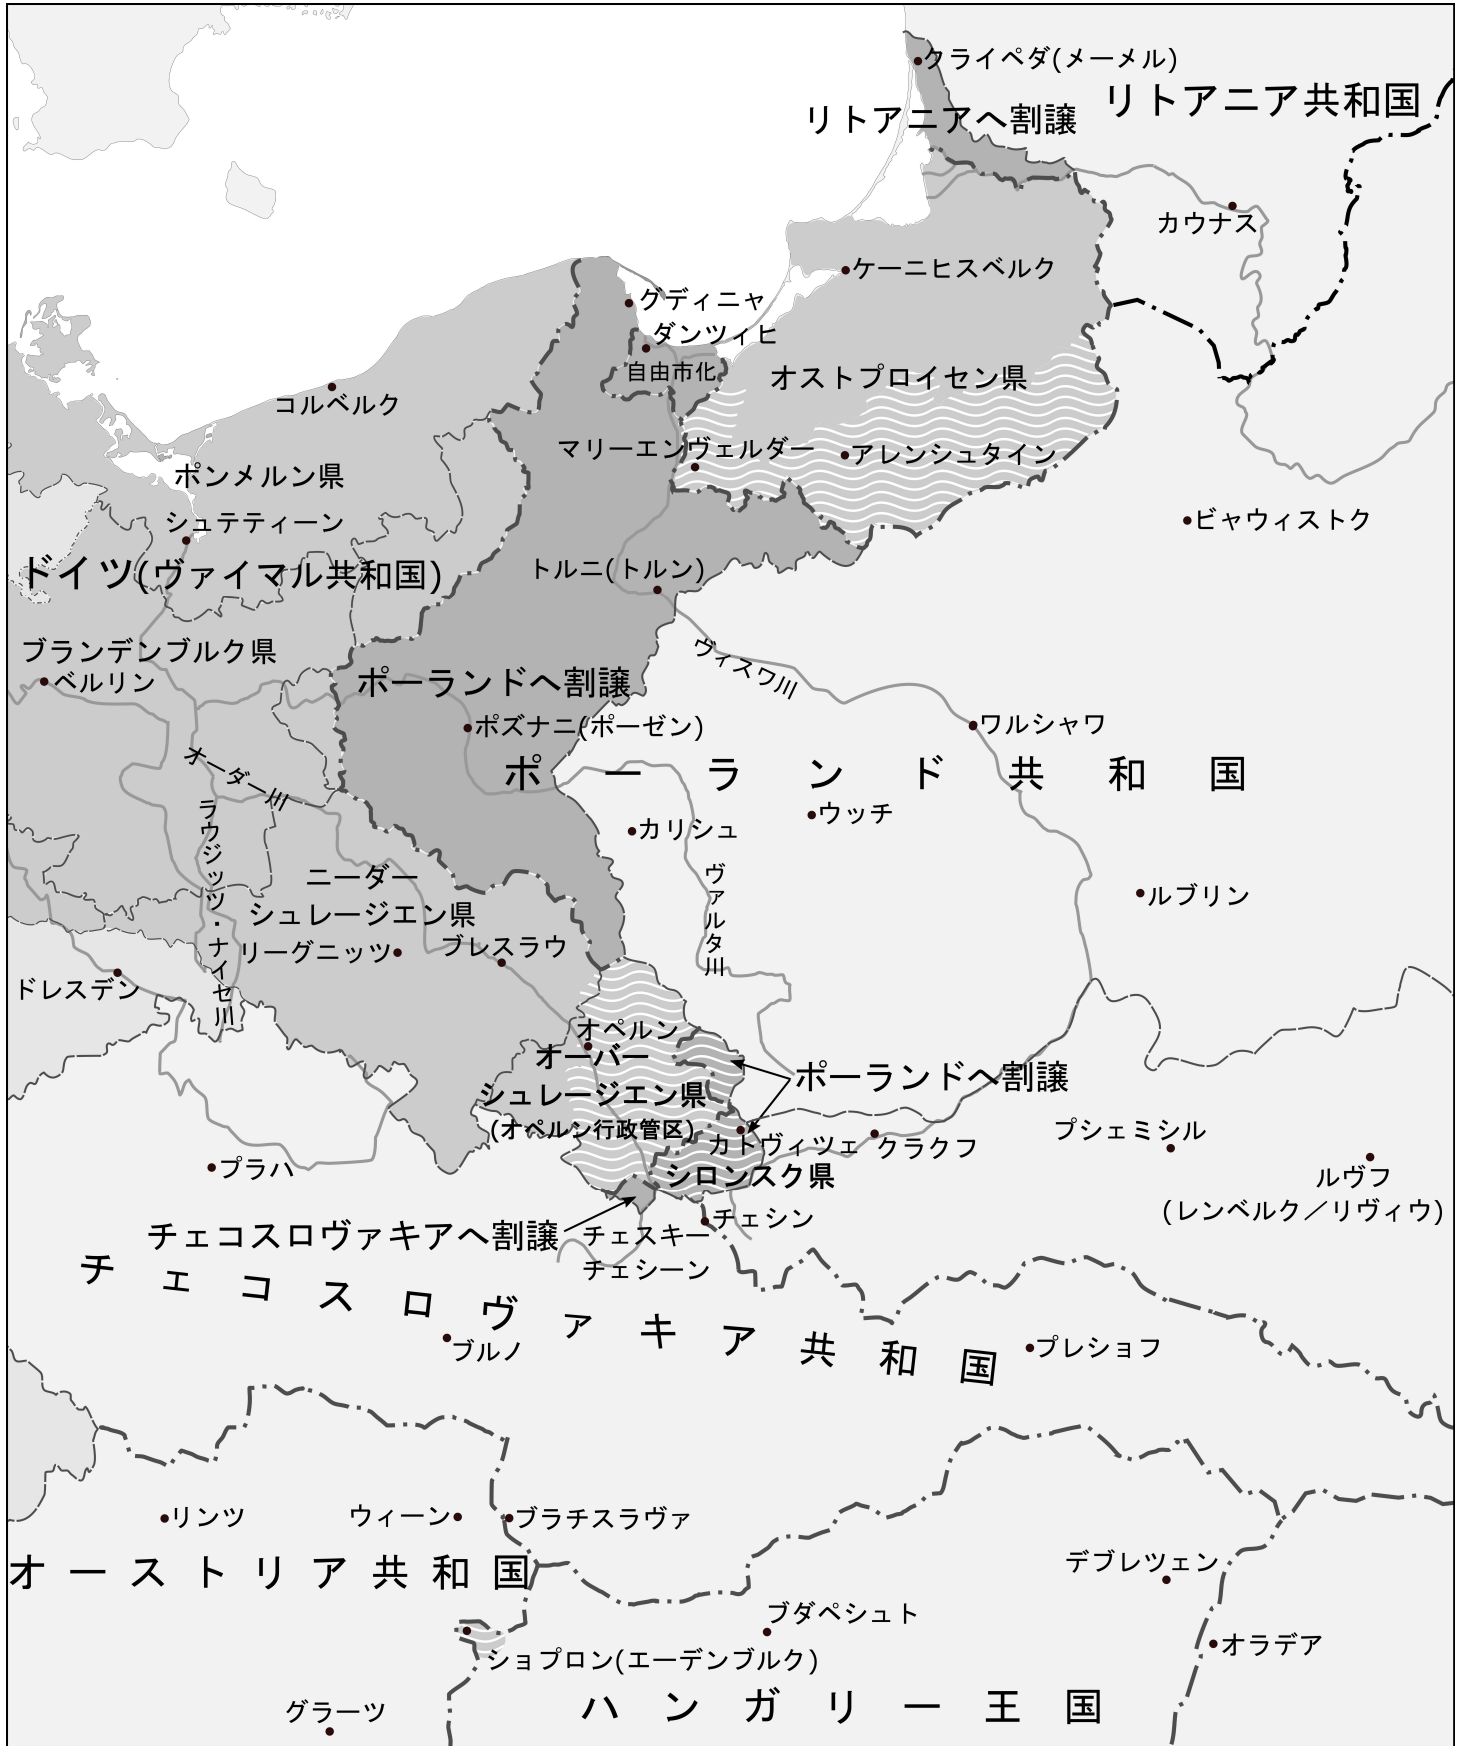 クライペダ(メーメル)
リトアニアへ割譲
リトアニア共和国
カウナス
ケーニヒスベルク
グディニャ
ダンツィヒ
自由市化
オストプロイセン県
コルベルク
マリーエンヴェルダー
アレンシュタイン
ポンメルン県
シュテティーン
ビャウィストク
ドイツ(ヴァイマル共和国)
トルニ(トルン)
ブランデンブルク県
ベルリン
ヴィスワ川
ポーランドへ割譲
ポズナニ(ポーゼン)
ワルシャワ
ポーランド共和国
オーダー川
ラウジッツ・ナイセ川
カリシュ
ウッチ
ヴァルタ川
ニーダー
シュレージエン県
リーグニッツ
ブレスラウ
ルブリン
ドレスデン
オペルン
オーバー
シュレージエン県
(オペルン行政管区)
ポーランドへ割譲
カトヴィツェ
クラクフ
シロンスク県
プシェミシル
ルヴフ
(レンベルク／リヴィウ)
プラハ
チェコスロヴァキアへ割譲
チェスキー
チェシーン
チェシン
チェコスロヴァキア共和国
ブルノ
プレショフ
リンツ
ウィーン
ブラチスラヴァ
オーストリア共和国
デブレツェン
ブダペシュト
ショプロン(エーデンブルク)
オラデア
グラーツ
ハンガリー王国